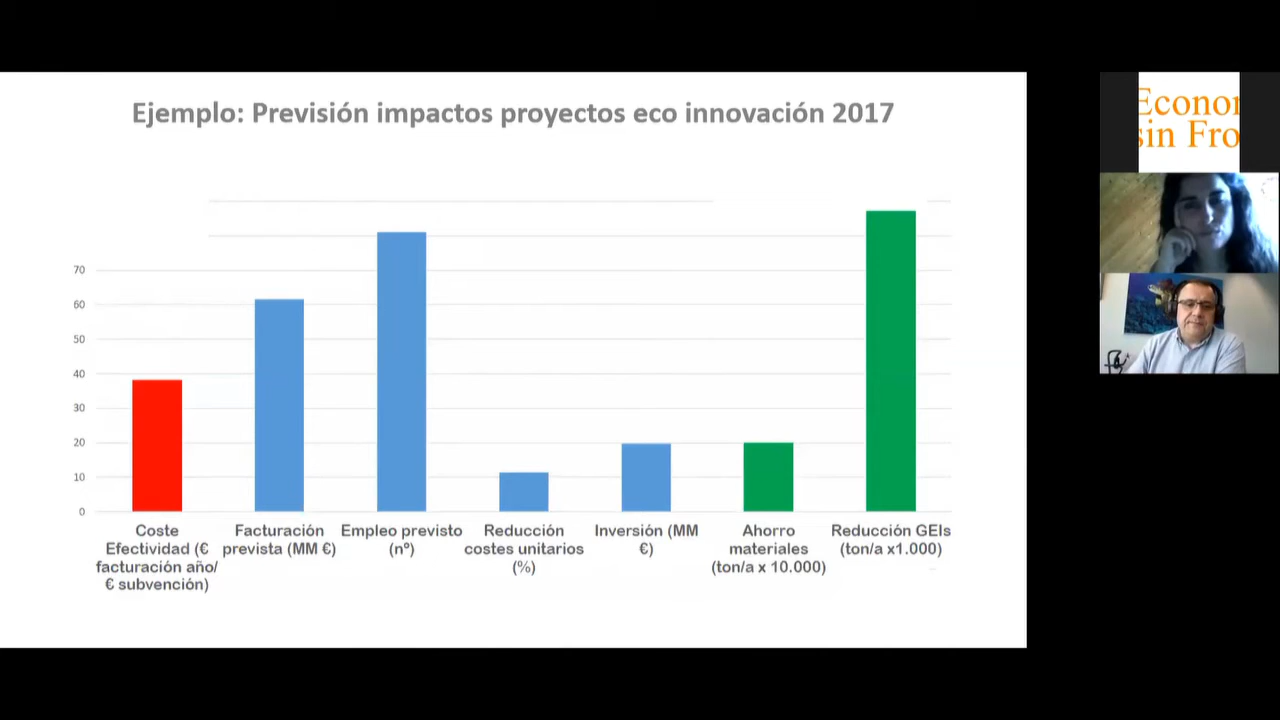 Ejemplo: Previsión impactos proyectos eco innovación 2017
70
60
50
40
30
20
10
0
Coste
Efectividad (€
facturación año/
€ subvención)
Facturación
prevista (MM €)
Empleo previsto
(nº)
Reducción
costes unitarios
(%)
Inversión (MM
€)
Ahorro
materiales
(ton/a x 10.000)
Reducción GEIs
(ton/a x1.000)
Econor
sin Fro